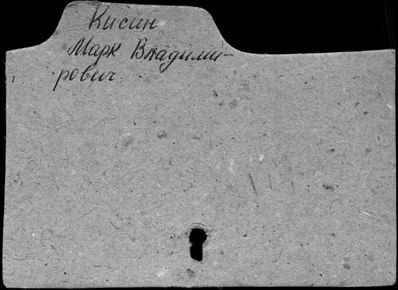 Кисин
Марк Владими-
рович